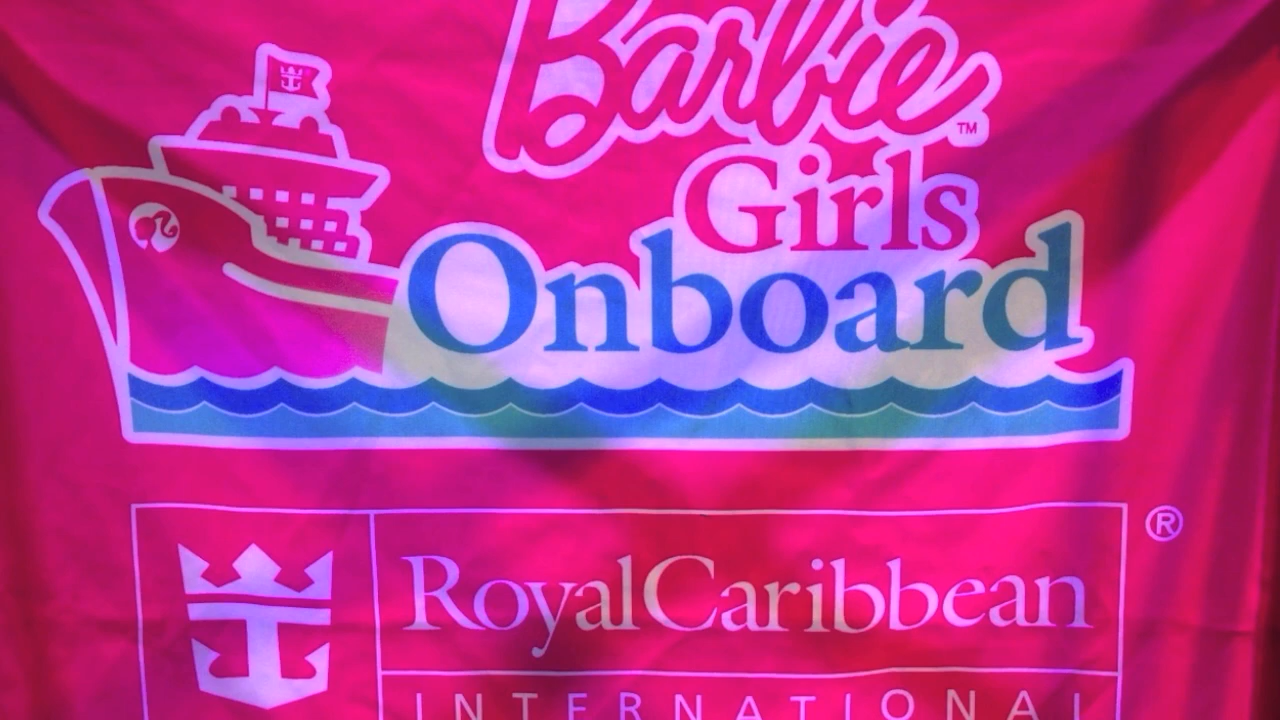 Barbie™
Girls
Onboard
®
RoyalCaribbean
INTERNATIONAL